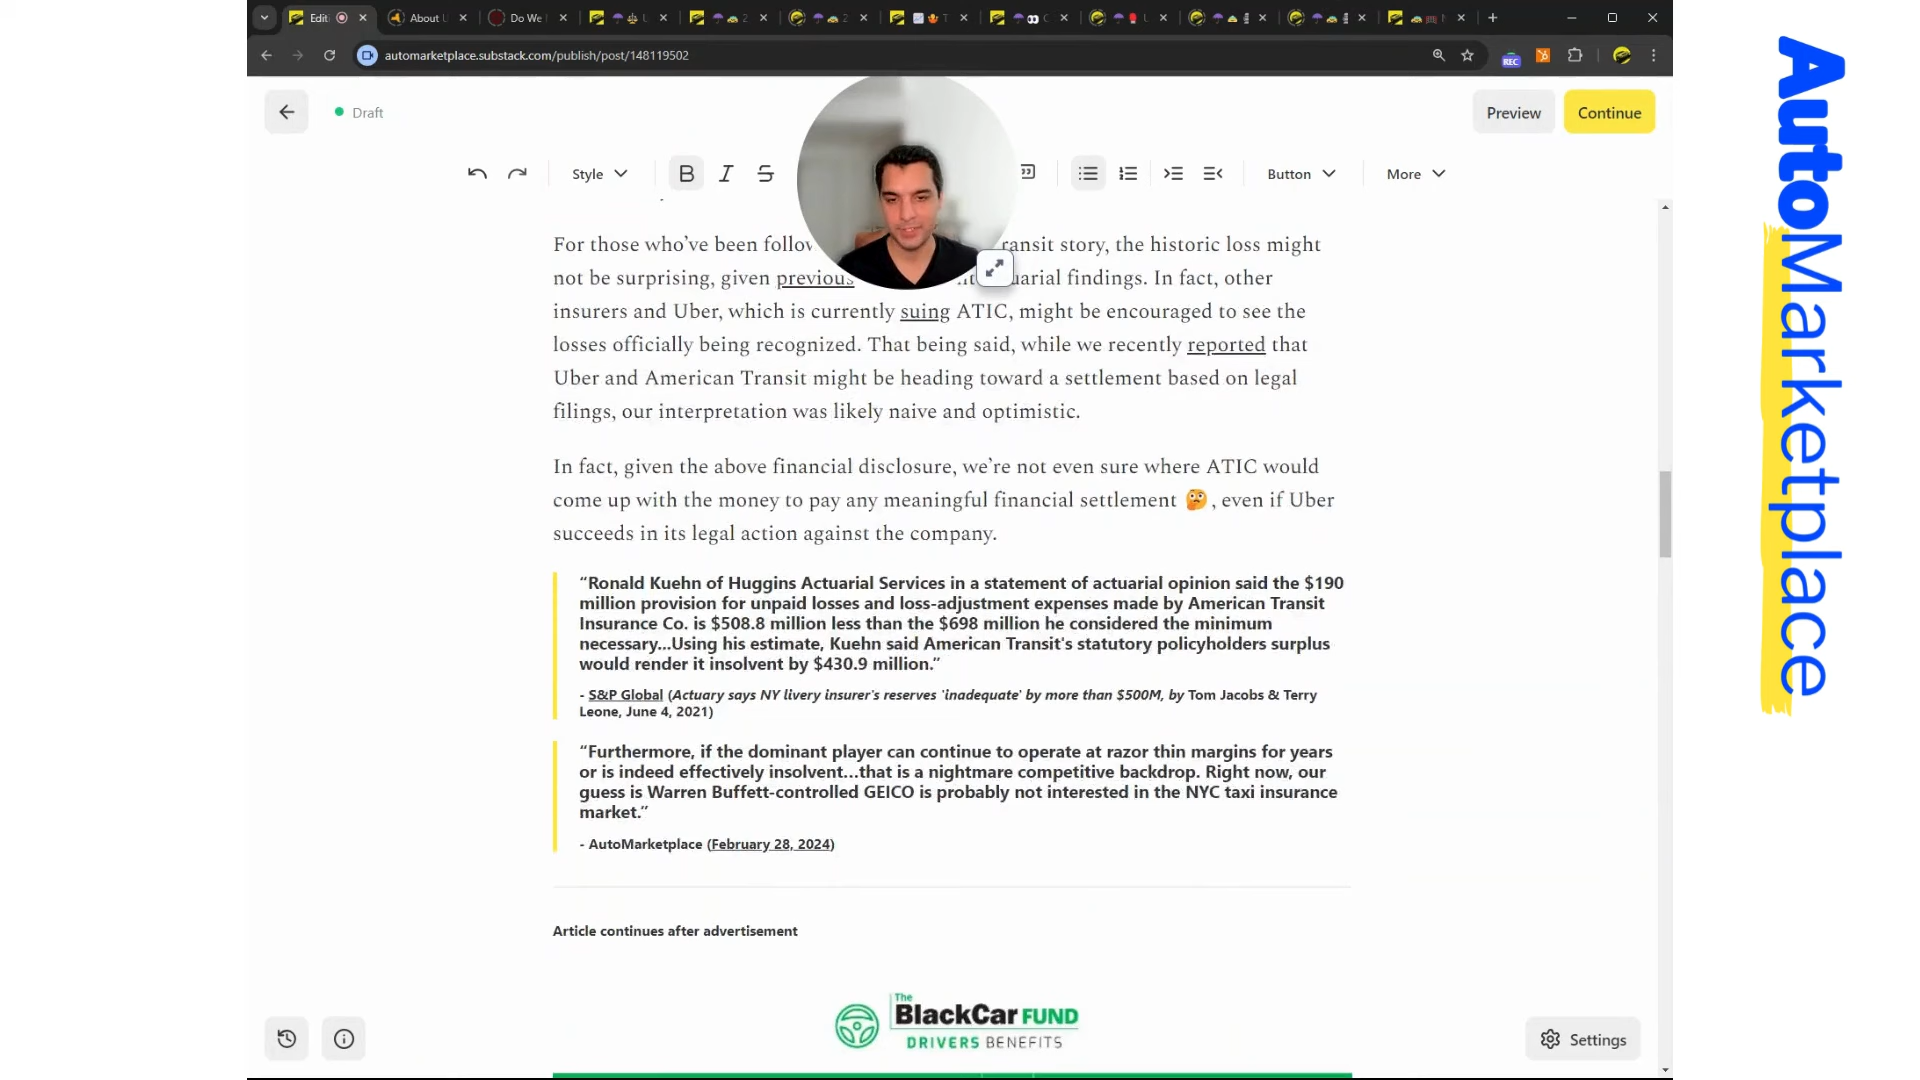 Edit
About U
Do We
automarketplace.substack.com/publish/post/148119502
REC
Draft
Preview
Continue
Style
B
I
S
Button
More
For those who’ve been follow ransit story, the historic loss might
not be surprising, given previous uarial findings. In fact, other
insurers and Uber, which is currently suing ATIC, might be encouraged to see the
losses officially being recognized. That being said, while we recently reported that
Uber and American Transit might be heading toward a settlement based on legal
filings, our interpretation was likely naive and optimistic.
In fact, given the above financial disclosure, we’re not even sure where ATIC would
come up with the money to pay any meaningful financial settlement 🤔, even if Uber
succeeds in its legal action against the company.
“Ronald Kuehn of Huggins Actuarial Services in a statement of actuarial opinion said the $190
million provision for unpaid losses and loss-adjustment expenses made by American Transit
Insurance Co. is $508.8 million less than the $698 million he considered the minimum
necessary...Using his estimate, Kuehn said American Transit's statutory policyholders surplus
would render it insolvent by $430.9 million.”
- S&P Global (Actuary says NY livery insurer's reserves 'inadequate' by more than $500M, by Tom Jacobs & Terry
Leone, June 4, 2021)
“Furthermore, if the dominant player can continue to operate at razor thin margins for years
or is indeed effectively insolvent...that is a nightmare competitive backdrop. Right now, our
guess is Warren Buffett-controlled GEICO is probably not interested in the NYC taxi insurance
market.”
- AutoMarketplace (February 28, 2024)
Article continues after advertisement
The
BlackCar FUND
DRIVERS BENEFITS
Settings
AutoMarketplace